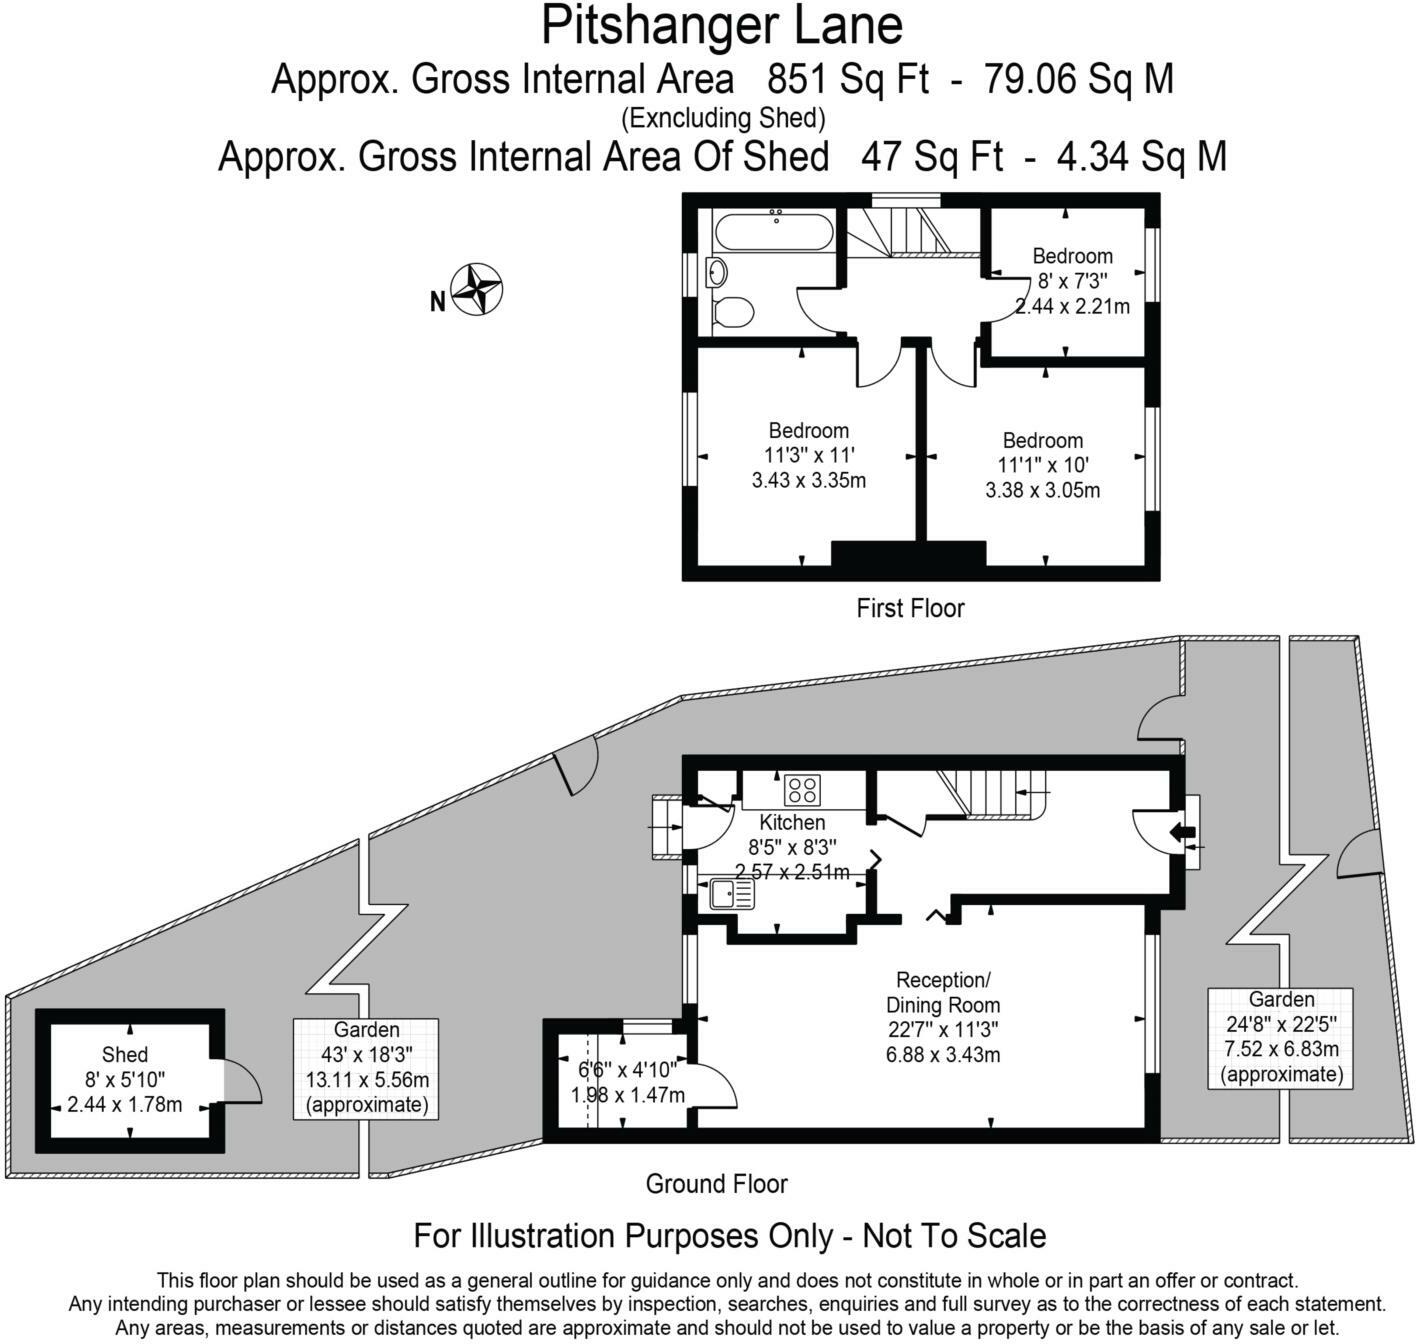 Pitshanger Lane
Approx. Gross Internal Area 851 Sq Ft - 79.06 Sq M
(Exncluding Shed)
Approx. Gross Internal Area Of Shed 47 Sq Ft - 4.34 Sq M
N
Bedroom
8' x 7'3"
2.44 x 2.21m
Bedroom
11'3" x 11'
3.43 x 3.35m
Bedroom
11'1" x 10'
3.38 x 3.05m
First Floor
Kitchen
8'5" x 8'3"
2.57 x 2.51m
Reception/
Dining Room
22'7" x 11'3"
6.88 x 3.43m
Garden
24'8" x 22'5"
7.52 x 6.83m
(approximate)
Shed
8' x 5'10"
2.44 x 1.78m
Garden
43' x 18'3"
13.11 x 5.56m
(approximate)
6'6" x 4'10"
1.98 x 1.47m
Ground Floor
For Illustration Purposes Only - Not To Scale
This floor plan should be used as a general outline for guidance only and does not constitute in whole or in part an offer or contract.
Any intending purchaser or lessee should satisfy themselves by inspection, searches, enquiries and full survey as to the correctness of each statement.
Any areas, measurements or distances quoted are approximate and should not be used to value a property or be the basis of any sale or let.